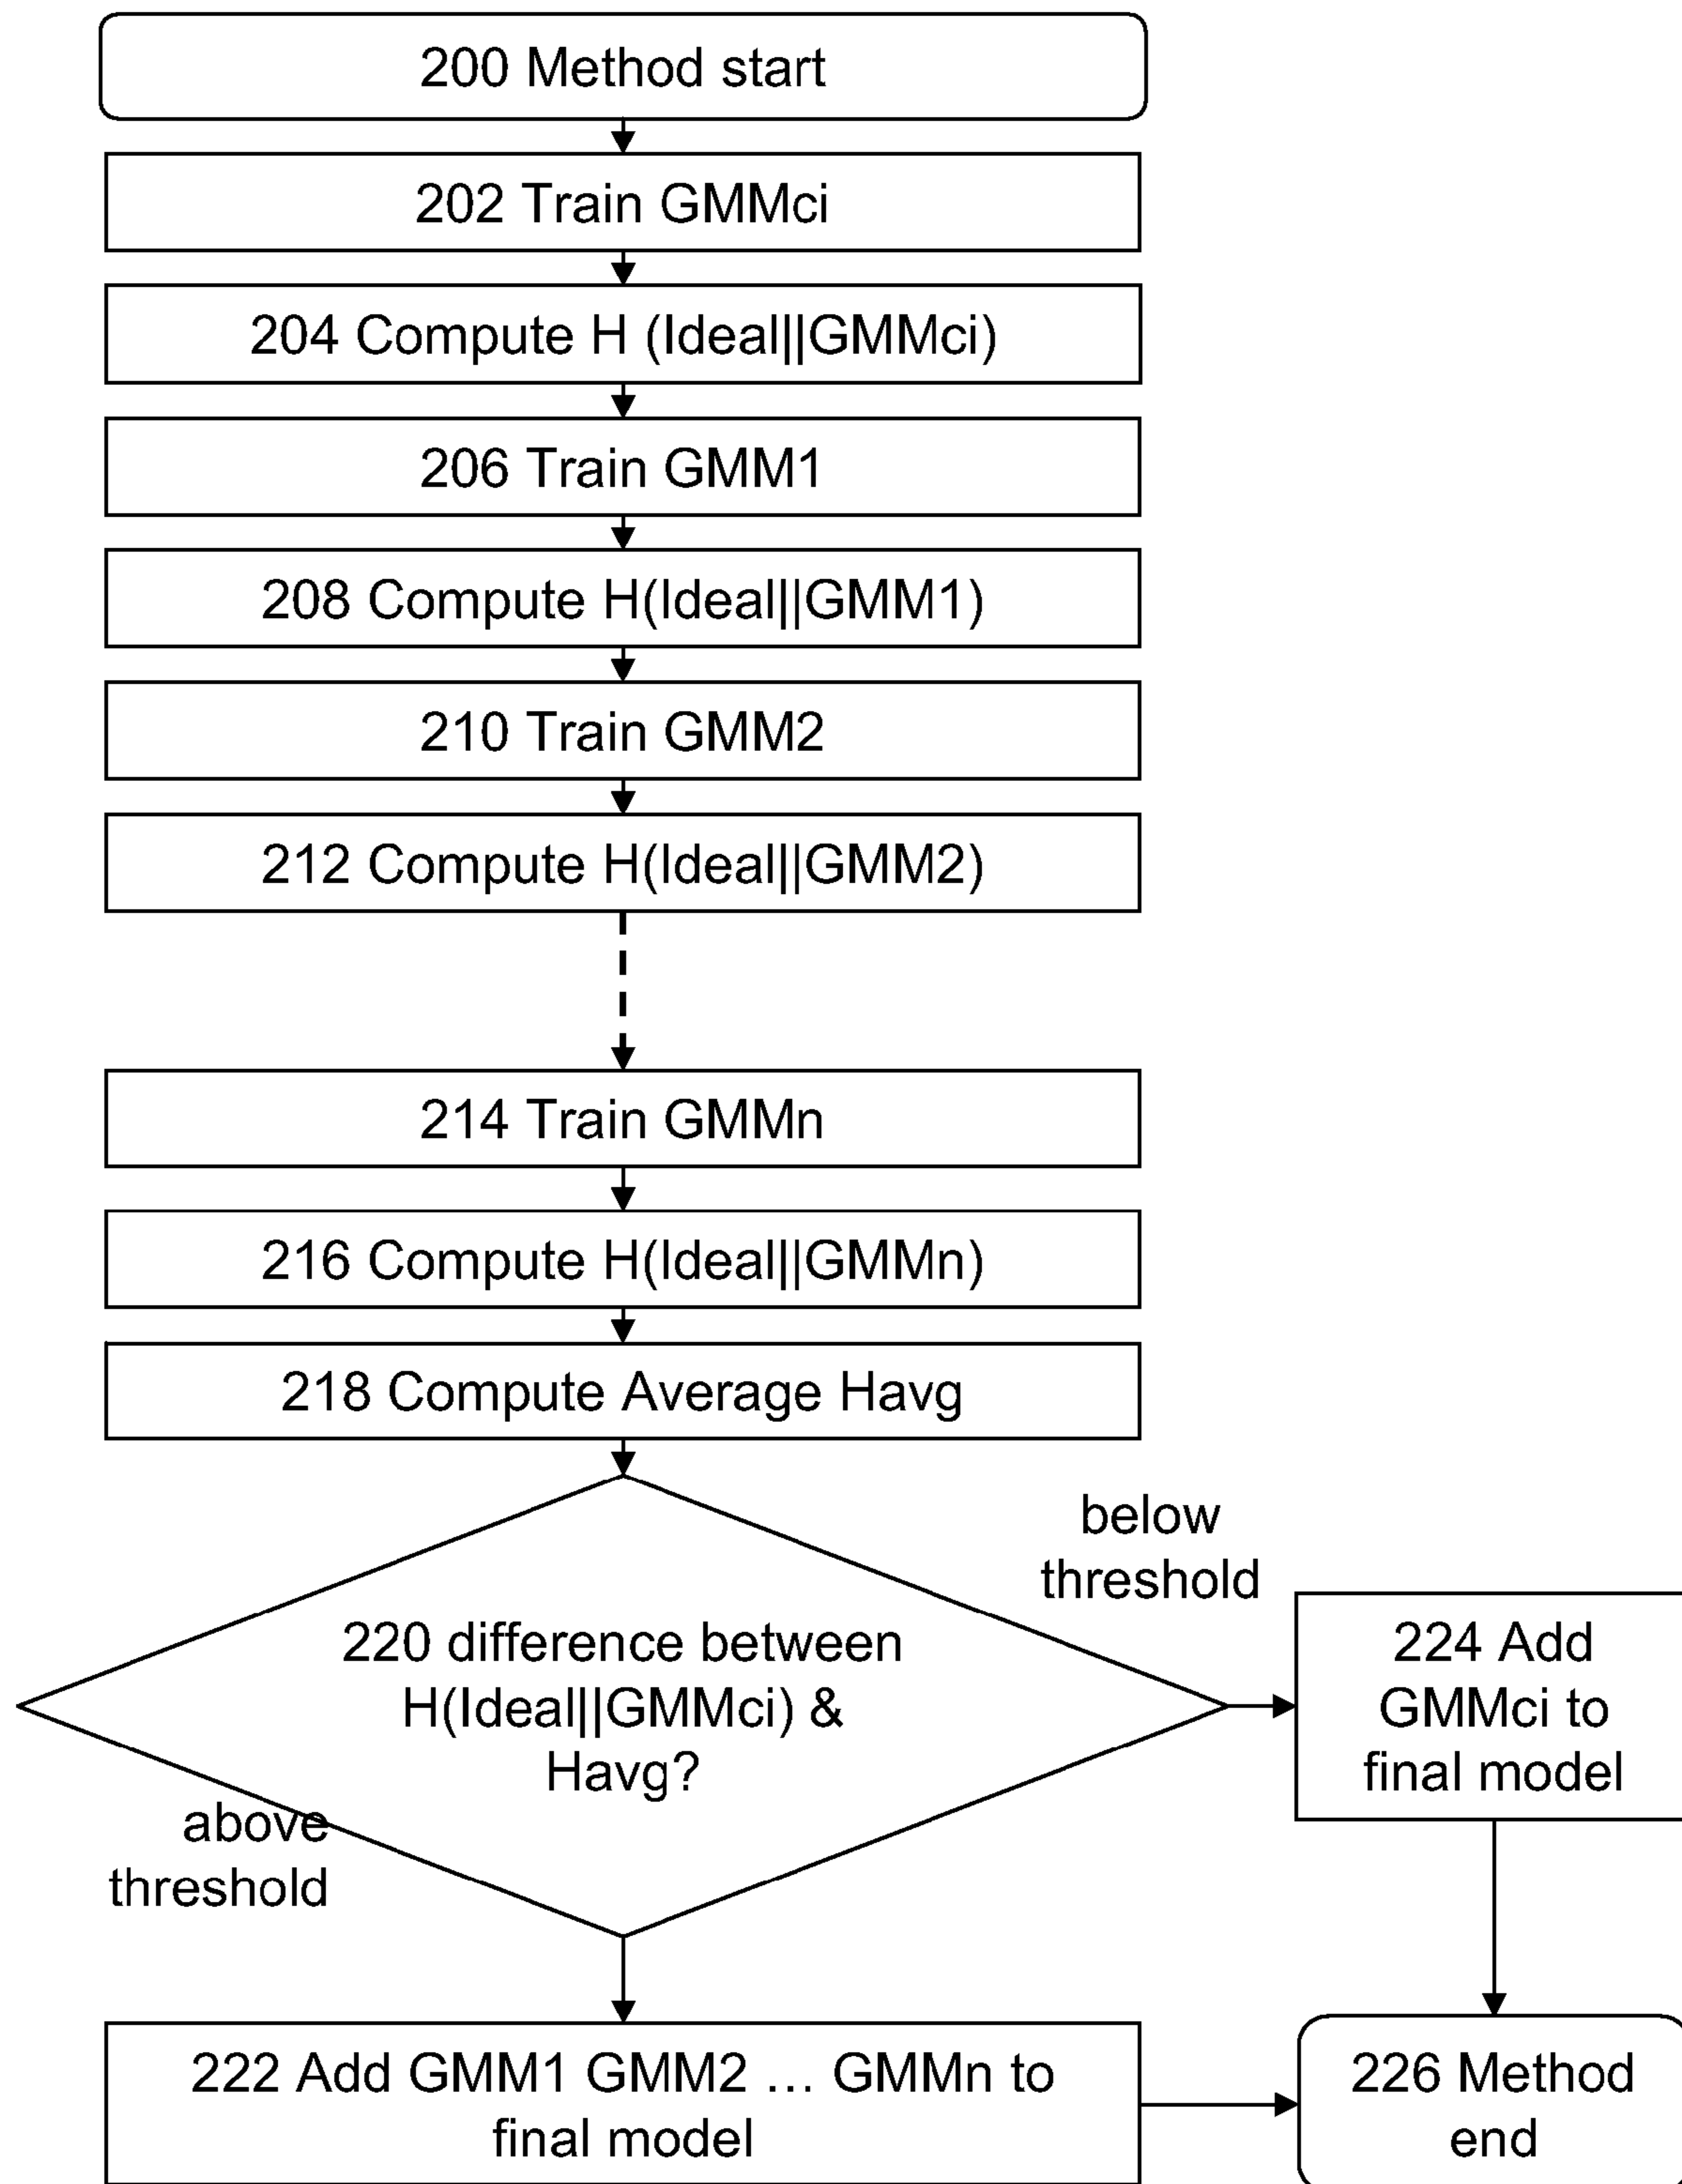 200 Method start
202 Train GMMci
204 Compute H (Ideal||GMMci)
206 Train GMM1
208 Compute H(Ideal||GMM1)
210 Train GMM2
212 Compute H(Ideal||GMM2)
214 Train GMMn
216 Compute H(Ideal||GMMn)
218 Compute Average Havg
below
threshold
220 difference between
H(Ideal||GMMci) &
Havg?
224 Add
GMMci to
final model
above
threshold
222 Add GMM1 GMM2 ... GMMn to
final model
226 Method
end